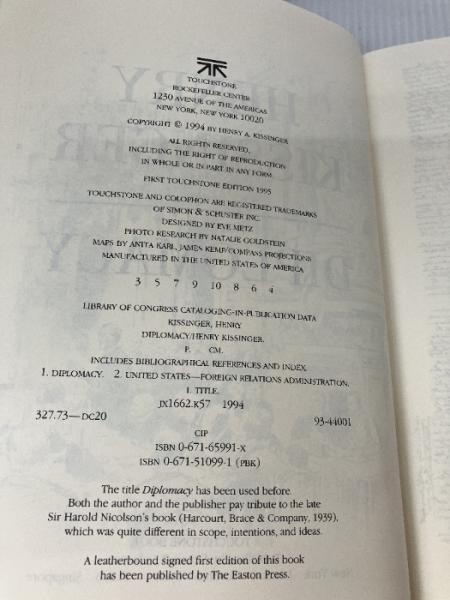 TOUCHSTONE
ROCKEFELLER CENTER
1230 AVENUE OF THE AMERICAS
NEW YORK, NEW YORK 10020
COPYRIGHT © 1994 BY HENRY A. KISSINGER
ALL RIGHTS RESERVED,
INCLUDING THE RIGHT OF REPRODUCTION
IN WHOLE OR IN PART IN ANY FORM.
FIRST TOUCHSTONE EDITION 1995
TOUCHSTONE AND COLOPHON ARE REGISTERED TRADEMARKS
OF SIMON & SCHUSTER INC.
DESIGNED BY EVE METZ
PHOTO RESEARCH BY NATALIE GOLDSTEIN
MAPS BY ANITA KARL, JAMES KEMP/COMPASS PROJECTIONS
MANUFACTURED IN THE UNITED STATES OF AMERICA
3 5 7 9 10 8 6 4
LIBRARY OF CONGRESS CATALOGING-IN-PUBLICATION DATA
KISSINGER, HENRY
DIPLOMACY/HENRY KISSINGER.
P. CM.
INCLUDES BIBLIOGRAPHICAL REFERENCES AND INDEX.
1. DIPLOMACY. 2. UNITED STATES—FOREIGN RELATIONS ADMINISTRATION.
I. TITLE.
JX1662.K57 1994
327.73—DC20 93-44001
CIP
ISBN 0-671-65991-X
ISBN 0-671-51099-1 (PBK)
The title Diplomacy has been used before.
Both the author and the publisher pay tribute to the late
Sir Harold Nicolson's book (Harcourt, Brace & Company, 1939),
which was quite different in scope, intentions, and ideas.
A leatherbound signed first edition of this book
has been published by The Easton Press.